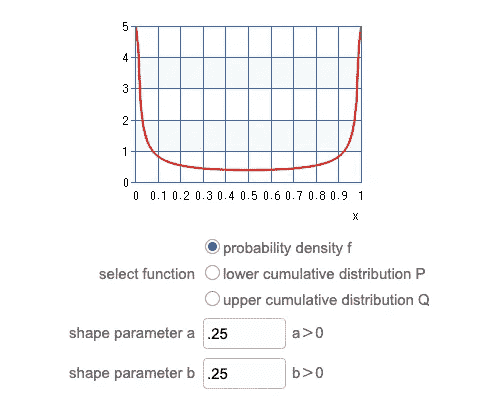 5
4
3
2
1
0
0 0.1 0.2 0.3 0.4 0.5 0.6 0.7 0.8 0.9 1
x
probability density f
select function lower cumulative distribution P
upper cumulative distribution Q
shape parameter a .25 a>0
shape parameter b .25 b>0